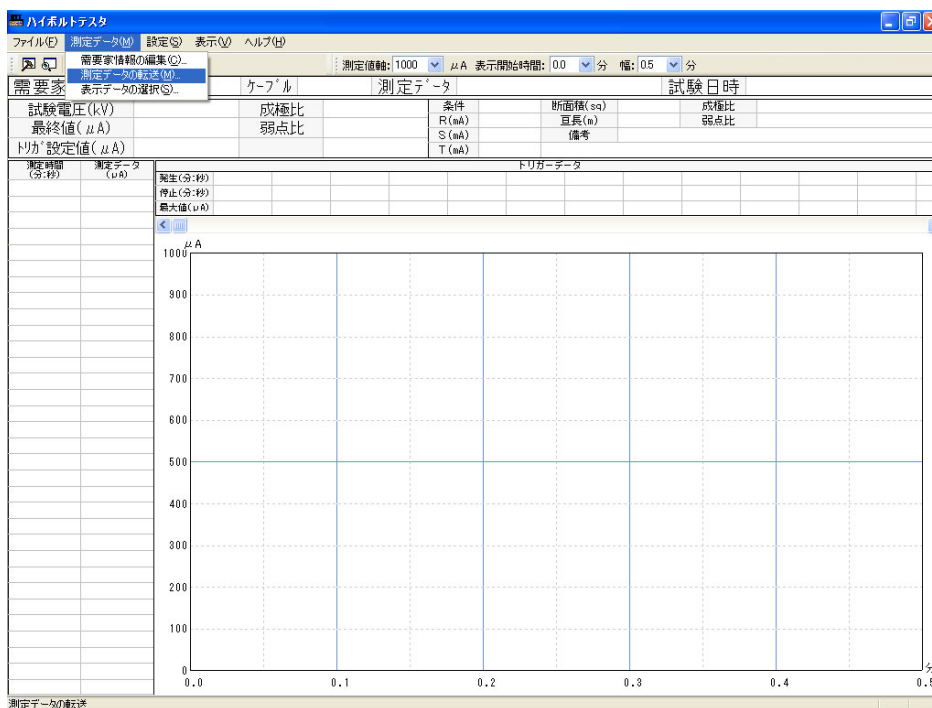 ハイボルトテスタ
ファイル(F) 測定データ(M) 設定(S) 表示(V) ヘルプ(H)
需要家情報の編集(C)...
測定データの転送(M)...
表示データの選択(S)...
測定値軸: 1000 μA 表示開始時間: 0.0 分 幅: 0.5 分
需要家 ケーブル 測定データ 試験日時
試験電圧(kV) 成極比 条件 断面積(sq) 成極比
最終値(μA) 弱点比 R(mA) 亘長(m) 弱点比
S(mA) 備考
トリガ設定値(μA) T(mA)
測定時間 測定データ トリガーデータ
(分:秒) (μA)
発生(分:秒)
停止(分:秒)
最大値(μA)
μA
1000
900
800
700
600
500
400
300
200
100
0
分
0.0 0.1 0.2 0.3 0.4 0.5
測定データの転送